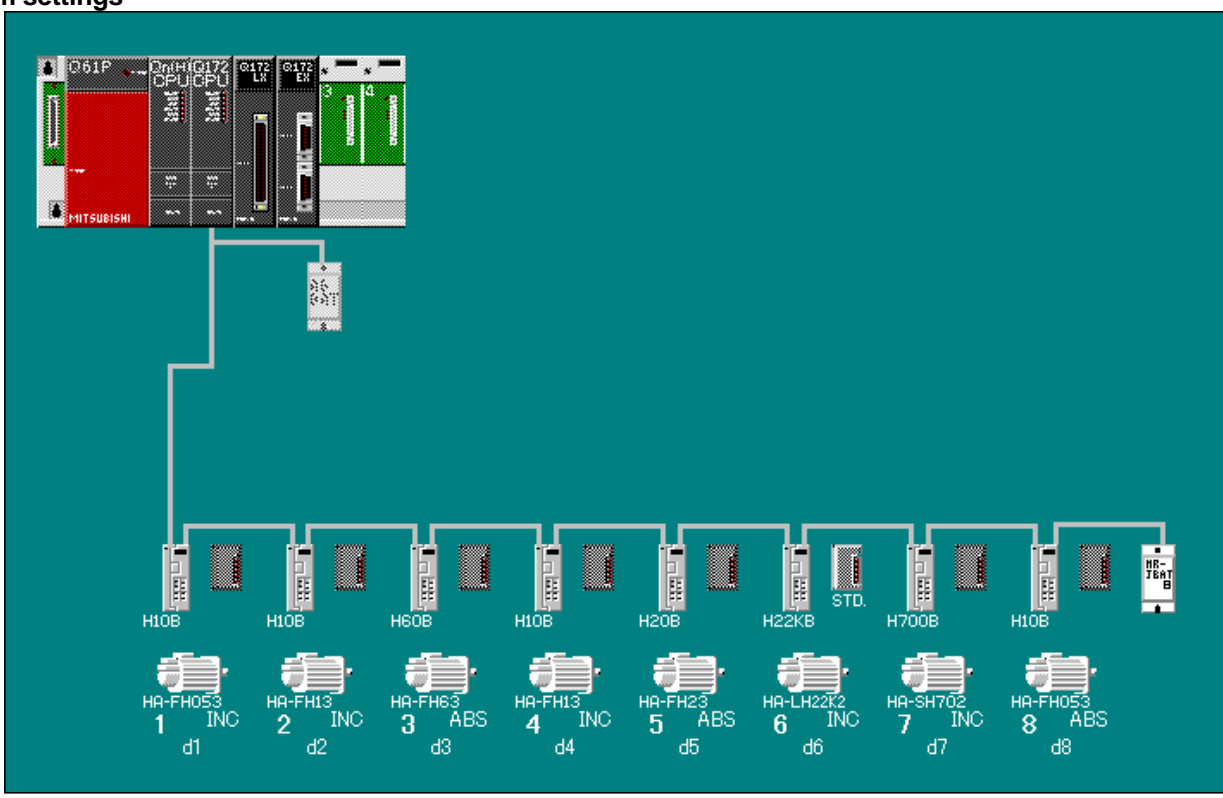 n settings
Q61P Qn(H) CPU Q172 CPU Q172 LX Q172 EX 3 4
MITSUBISHI
MR-JBAT 8
STD.
H10B H10B H60B H10B H20B H22KB H700B H10B
HA-FH053 HA-FH13 HA-FH63 HA-FH13 HA-FH23 HA-LH22K2 HA-SH702 HA-FH053
1 INC 2 INC 3 ABS 4 INC 5 ABS 6 INC 7 INC 8 ABS
d1 d2 d3 d4 d5 d6 d7 d8